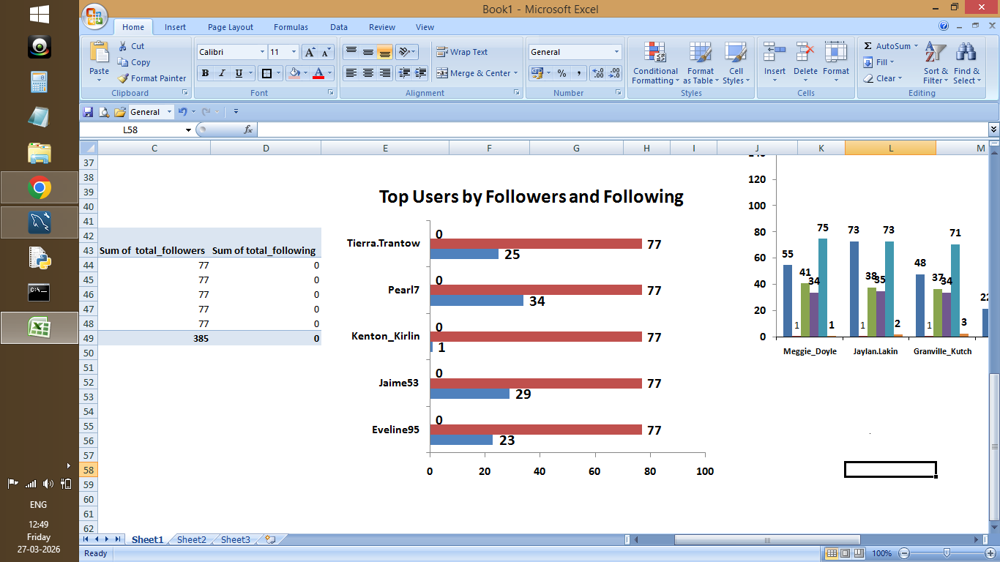 Book1 - Microsoft Excel
Home Insert Page Layout Formulas Data Review View
Paste
Cut
Copy
Format Painter
Clipboard
Calibri 11
B I U
Font
Wrap Text
Merge & Center
Alignment
General
%
Number
Conditional Formatting
Format as Table
Cell Styles
Styles
Insert Delete Format
Cells
AutoSum
Fill
Clear
Sort & Filter
Find & Select
Editing
General
L58
fx
C D E F G H I J K L M
37
38
39
40
41
42
43 Sum of total_followers Sum of total_following
44 77 0
45 77 0
46 77 0
47 77 0
48 77 0
49 385 0
50
51
52
53
54
55
56
57
58
59
60
61
62
Top Users by Followers and Following
Tierra.Trantow 0 77 25
Pearl7 0 77 34
Kenton_Kirlin 0 77 1
Jaime53 0 77 29
Eveline95 0 77 23
0 20 40 60 80 100
140
120
100
80
60
40
20
0
55 1 41 34 75 1
73 1 38 35 73 2
48 1 37 34 71 3
22
Meggie_Doyle Jaylan.Lakin Granville_Kutch
Sheet1 Sheet2 Sheet3
Ready
100%
ENG
12:49
Friday
27-03-2026